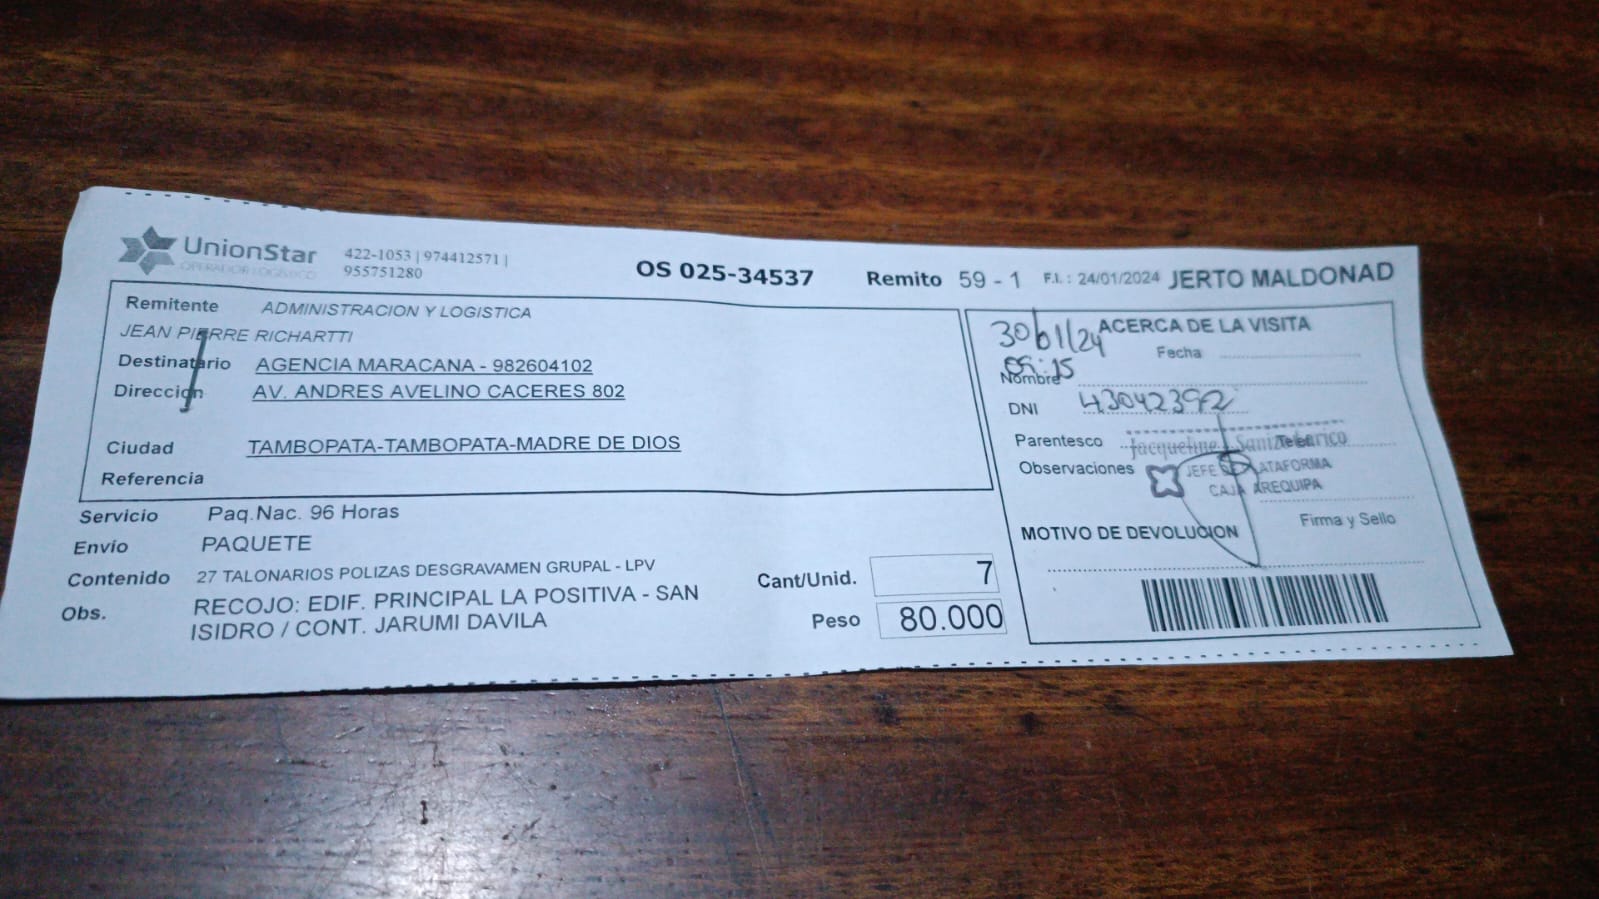 UnionStar
OPERADOR LOGISTICO
422-1053 | 974412571 |
955751280
OS 025-34537
Remito 59 - 1
F.I. : 24/01/2024
JERTO MALDONAD
Remitente ADMINISTRACION Y LOGISTICA
JEAN PIERRE RICHARTTI
Destinatario AGENCIA MARACANA - 982604102
Direccion AV. ANDRES AVELINO CACERES 802
Ciudad TAMBOPATA-TAMBOPATA-MADRE DE DIOS
Referencia
Servicio Paq.Nac. 96 Horas
Envio PAQUETE
Contenido 27 TALONARIOS POLIZAS DESGRAVAMEN GRUPAL - LPV
Obs. RECOJO: EDIF. PRINCIPAL LA POSITIVA - SAN
ISIDRO / CONT. JARUMI DAVILA
Cant/Unid. 7
Peso 80.000
ACERCA DE LA VISITA
30/01/24
Fecha
09:15
Nombre
DNI 43042392
Parentesco
Jacqueline
Observaciones
JEFE DE PLATAFORMA
CAJA AREQUIPA
Firma y Sello
MOTIVO DE DEVOLUCION